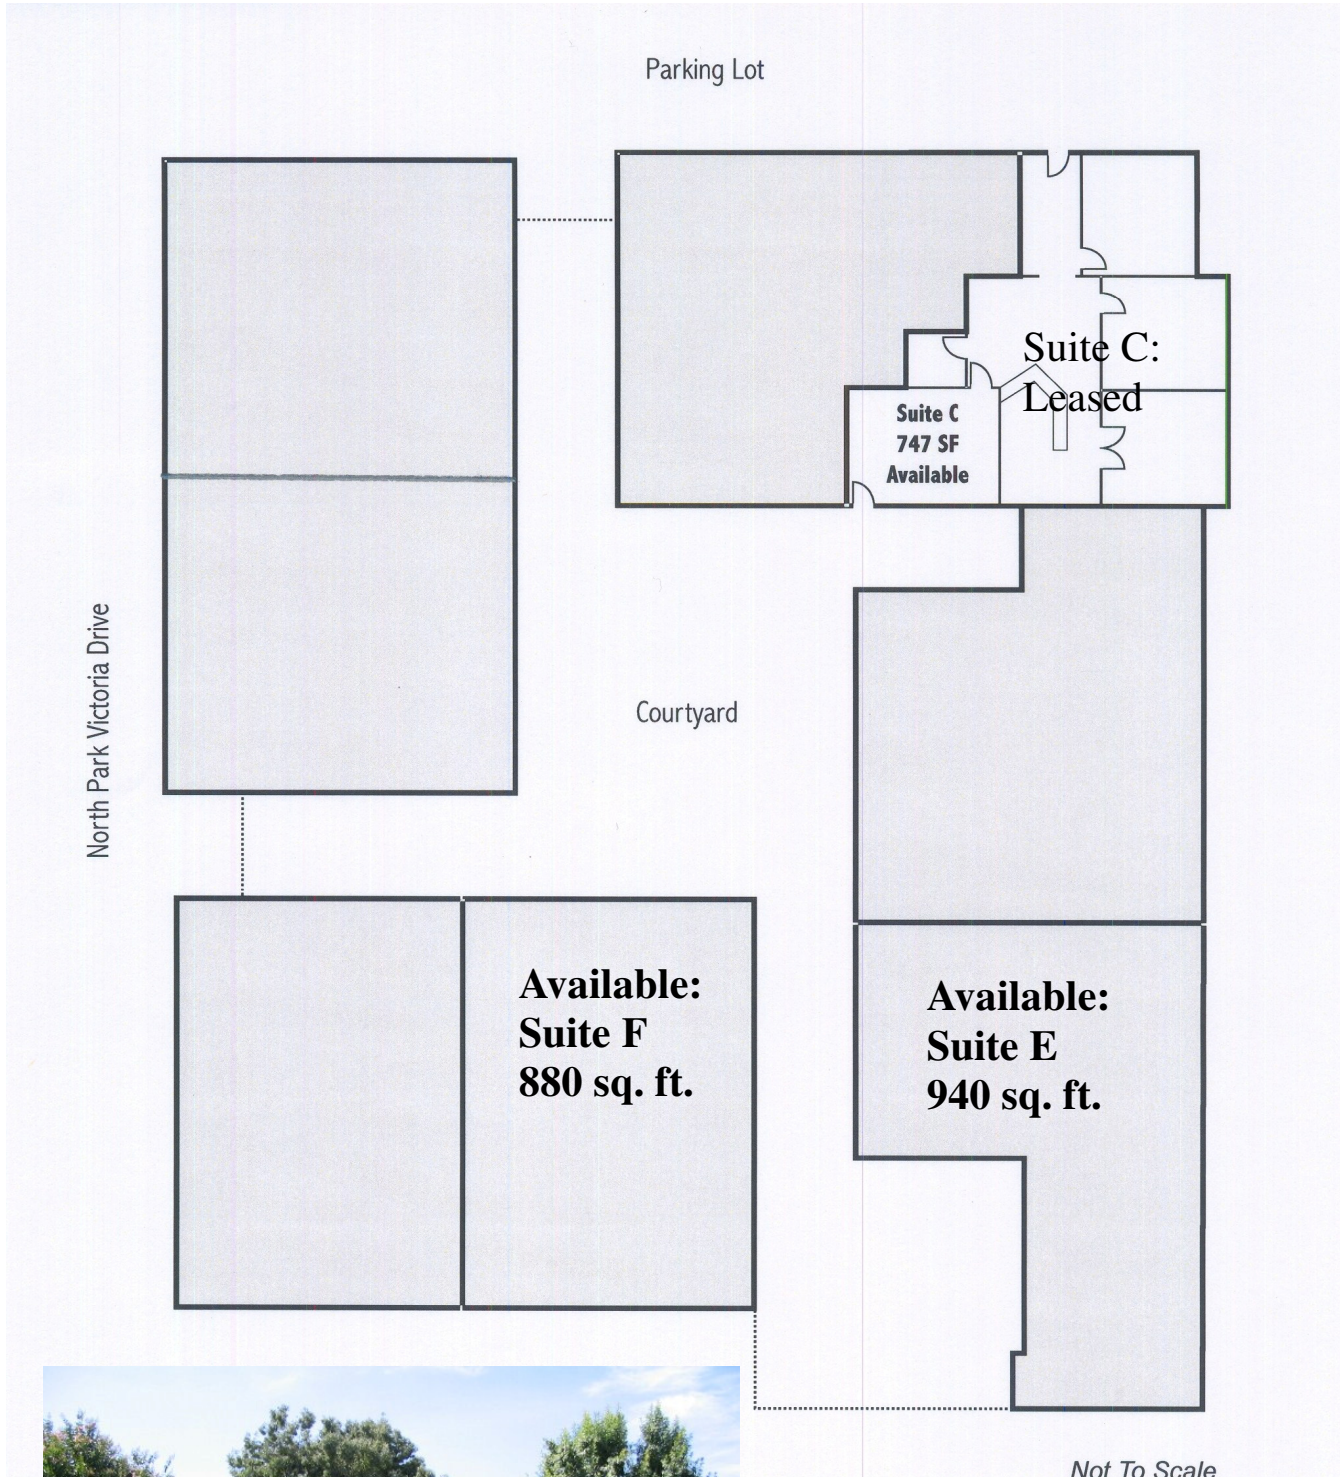 Parking Lot
Suite C:
Leased
Suite C
747 SF
Available
North Park Victoria Drive
Courtyard
Available:
Suite F
880 sq. ft.
Available:
Suite E
940 sq. ft.
Not To Scale